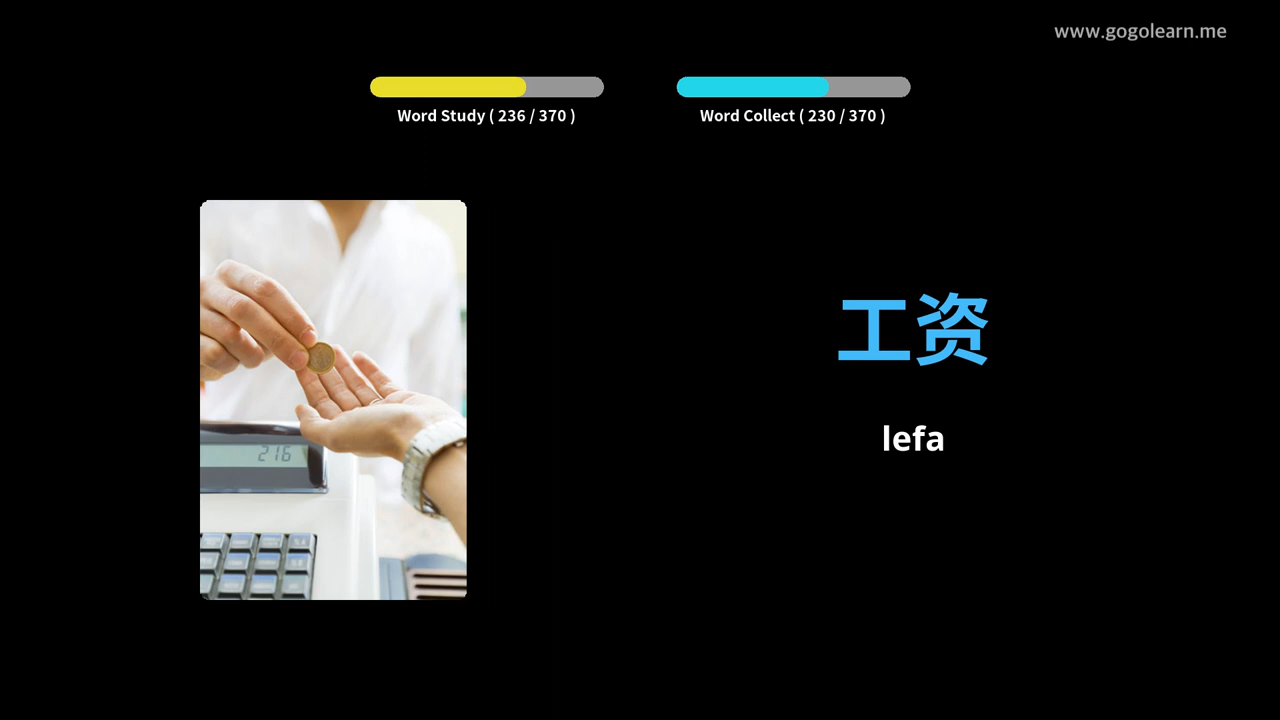 www.gogolearn.me
Word Study ( 236 / 370 )
Word Collect ( 230 / 370 )
工资
lefa
216